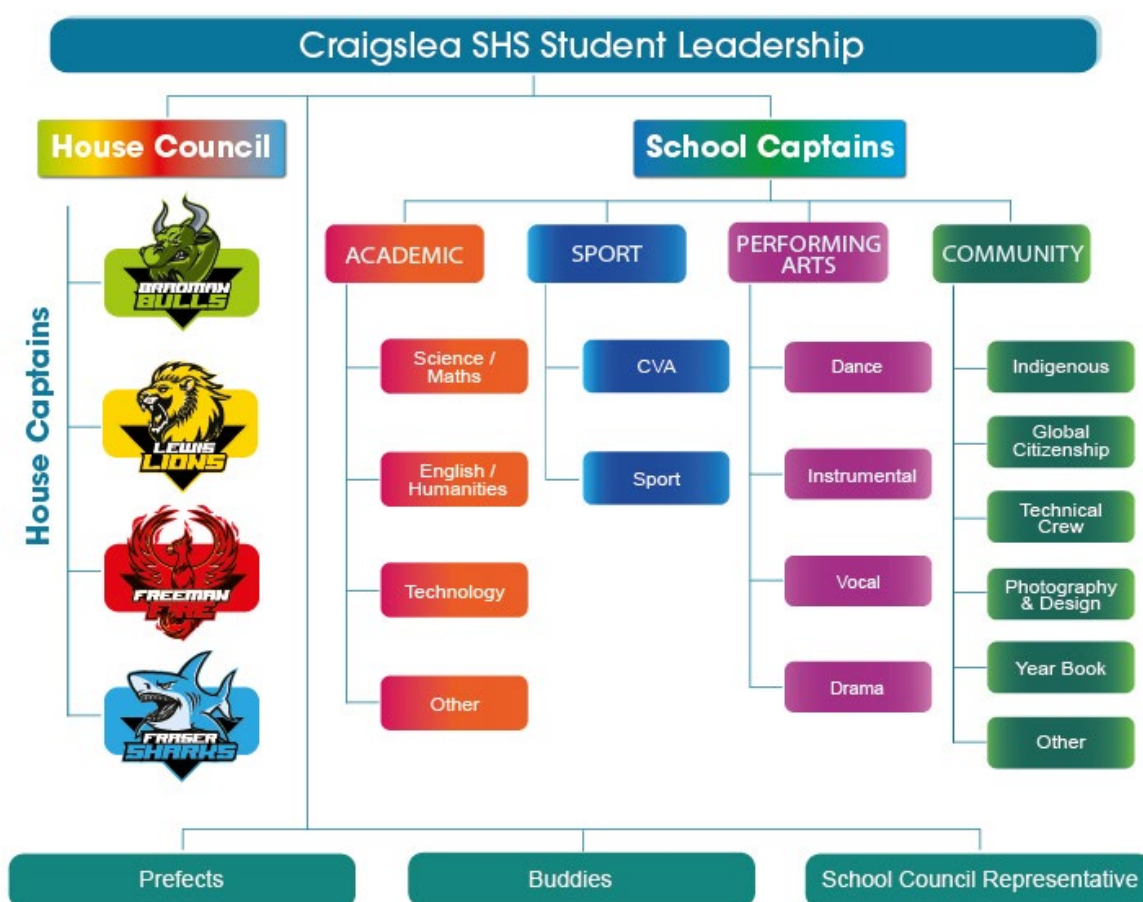 Craigslea SHS Student Leadership
House Council
School Captains
House Captains
BRADMAN
BULLS
LEWIS
LIONS
FREEMAN
FIRE
FRASER
SHARKS
ACADEMIC
Science /
Maths
English /
Humanities
Technology
Other
SPORT
CVA
Sport
PERFORMING
ARTS
Dance
Instrumental
Vocal
Drama
COMMUNITY
Indigenous
Global
Citizenship
Technical
Crew
Photography
& Design
Year Book
Other
Prefects
Buddies
School Council Representative